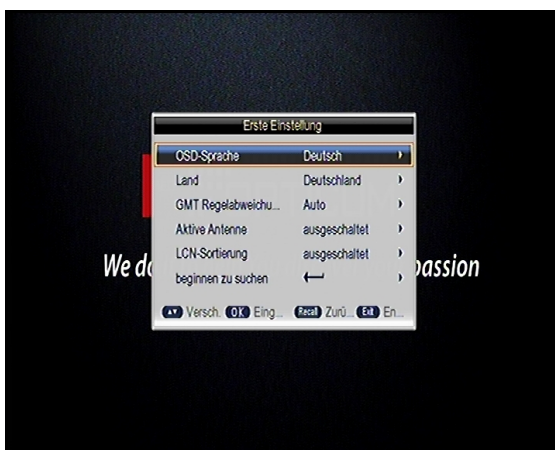 Erste Einstellung
OSD-Sprache Deutsch
Land Deutschland
GMT Regelabweichu... Auto
Aktive Antenne ausgeschaltet
LCN-Sortierung ausgeschaltet
We do passion
beginnen zu suchen
Versch. OK Eing... Recall Zurü... Exit En...